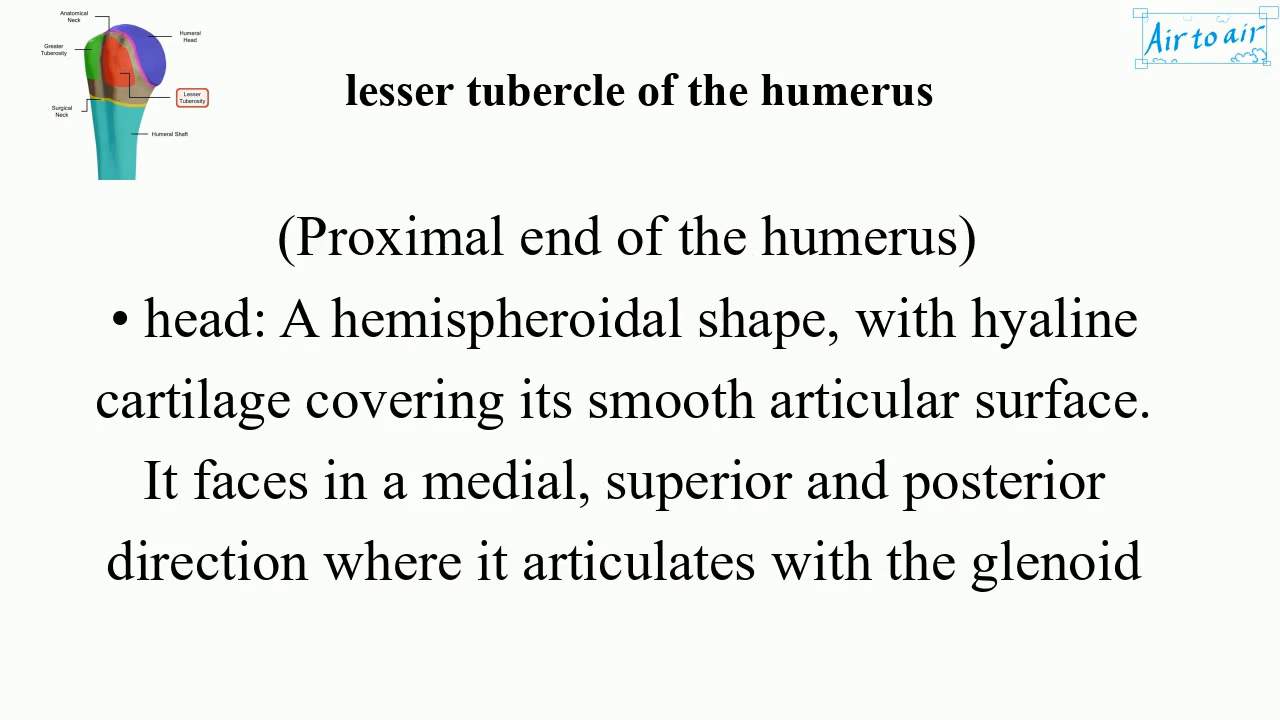 Anatomical
Neck
Humeral
Head
Greater
Tuberosity
Lesser
Tuberosity
Surgical
Neck
Humeral Shaft
Air to air
lesser tubercle of the humerus
(Proximal end of the humerus)
• head: A hemispheroidal shape, with hyaline
cartilage covering its smooth articular surface.
It faces in a medial, superior and posterior
direction where it articulates with the glenoid